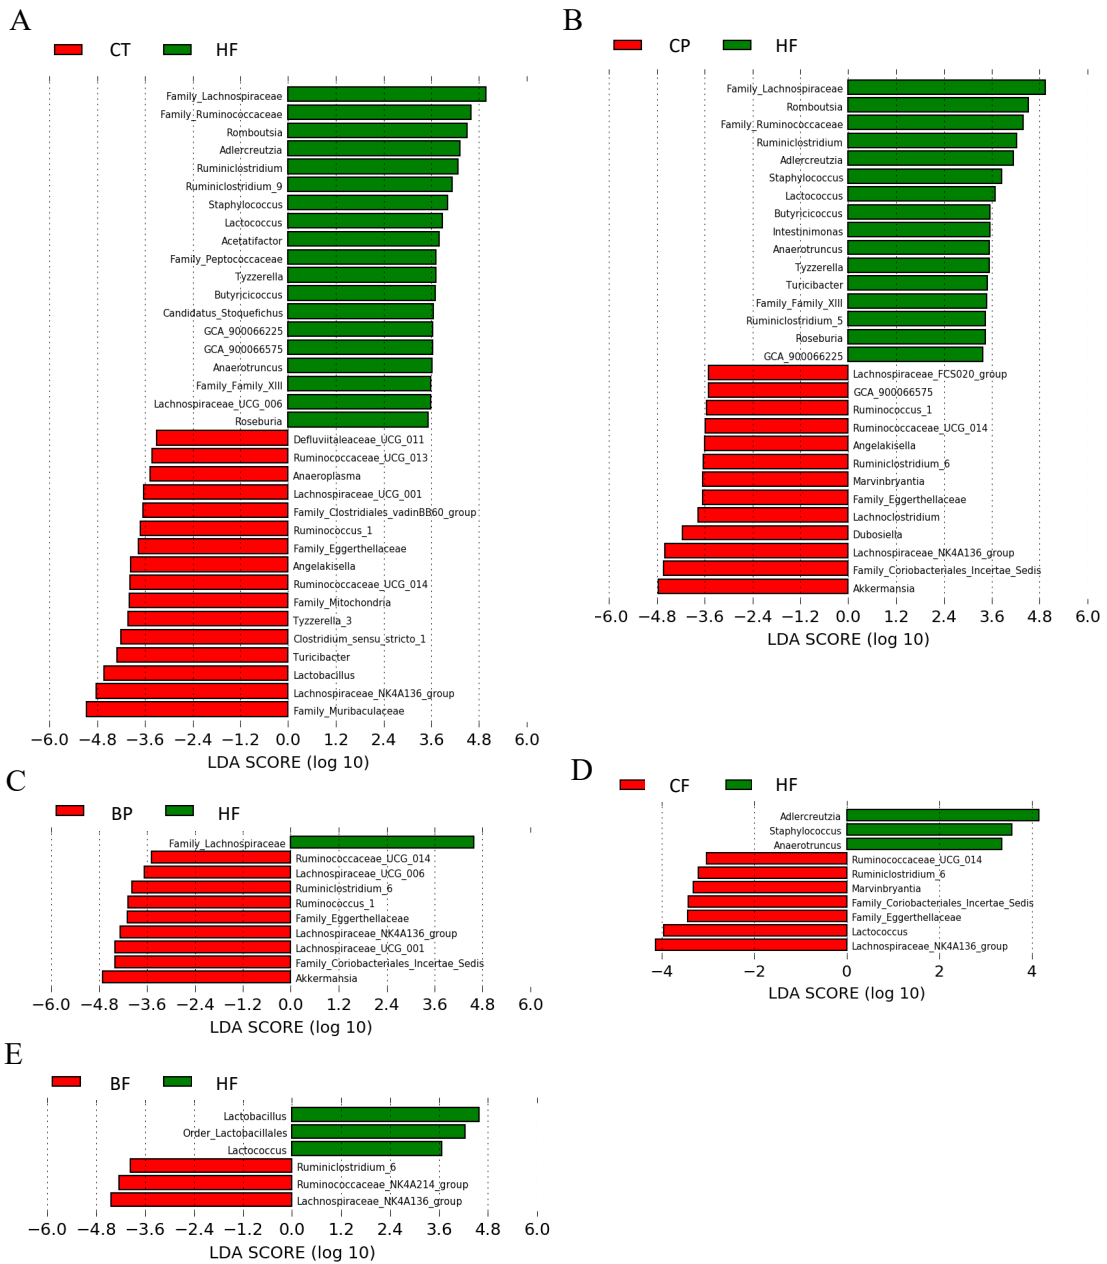 A
CT HF
Family_Lachnospiraceae
Family_Ruminococcaceae
Romboutsia
Adlercreutzia
Ruminiclostridium
Ruminiclostridium_9
Staphylococcus
Lactococcus
Acetatifactor
Family_Peptococcaceae
Tyzzerella
Butyricicoccus
Candidatus_Stoquefichus
GCA_900066225
GCA_900066575
Anaerotruncus
Family_Family_XIII
Lachnospiraceae_UCG_006
Roseburia
Defluviitaleaceae_UCG_011
Ruminococcaceae_UCG_013
Anaeroplasma
Lachnospiraceae_UCG_001
Family_Clostridiales_vadinBB60_group
Ruminococcus_1
Family_Eggerthellaceae
Angelakisella
Ruminococcaceae_UCG_014
Family_Mitochondria
Tyzzerella_3
Clostridium_sensu_stricto_1
Turicibacter
Lactobacillus
Lachnospiraceae_NK4A136_group
Family_Muribaculaceae
−6.0 −4.8 −3.6 −2.4 −1.2 0.0 1.2 2.4 3.6 4.8 6.0
LDA SCORE (log 10)
B
CP HF
Family_Lachnospiraceae
Romboutsia
Family_Ruminococcaceae
Ruminiclostridium
Adlercreutzia
Staphylococcus
Lactococcus
Butyricicoccus
Intestinimonas
Anaerotruncus
Tyzzerella
Turicibacter
Family_Family_XIII
Ruminiclostridium_5
Roseburia
GCA_900066225
Lachnospiraceae_FCS020_group
GCA_900066575
Ruminococcus_1
Ruminococcaceae_UCG_014
Angelakisella
Ruminiclostridium_6
Marvinbryantia
Family_Eggerthellaceae
Lachnoclostridium
Dubosiella
Lachnospiraceae_NK4A136_group
Family_Coriobacteriales_Incertae_Sedis
Akkermansia
−6.0 −4.8 −3.6 −2.4 −1.2 0.0 1.2 2.4 3.6 4.8 6.0
LDA SCORE (log 10)
C
BP HF
Family_Lachnospiraceae
Ruminococcaceae_UCG_014
Lachnospiraceae_UCG_006
Ruminiclostridium_6
Ruminococcus_1
Family_Eggerthellaceae
Lachnospiraceae_NK4A136_group
Lachnospiraceae_UCG_001
Family_Coriobacteriales_Incertae_Sedis
Akkermansia
−6.0 −4.8 −3.6 −2.4 −1.2 0.0 1.2 2.4 3.6 4.8 6.0
LDA SCORE (log 10)
D
CF HF
Adlercreutzia
Staphylococcus
Anaerotruncus
Ruminococcaceae_UCG_014
Ruminiclostridium_6
Marvinbryantia
Family_Coriobacteriales_Incertae_Sedis
Family_Eggerthellaceae
Lactococcus
Lachnospiraceae_NK4A136_group
−4 −2 0 2 4
LDA SCORE (log 10)
E
BF HF
Lactobacillus
Order_Lactobacillales
Lactococcus
Ruminiclostridium_6
Ruminococcaceae_NK4A214_group
Lachnospiraceae_NK4A136_group
−6.0 −4.8 −3.6 −2.4 −1.2 0.0 1.2 2.4 3.6 4.8 6.0
LDA SCORE (log 10)